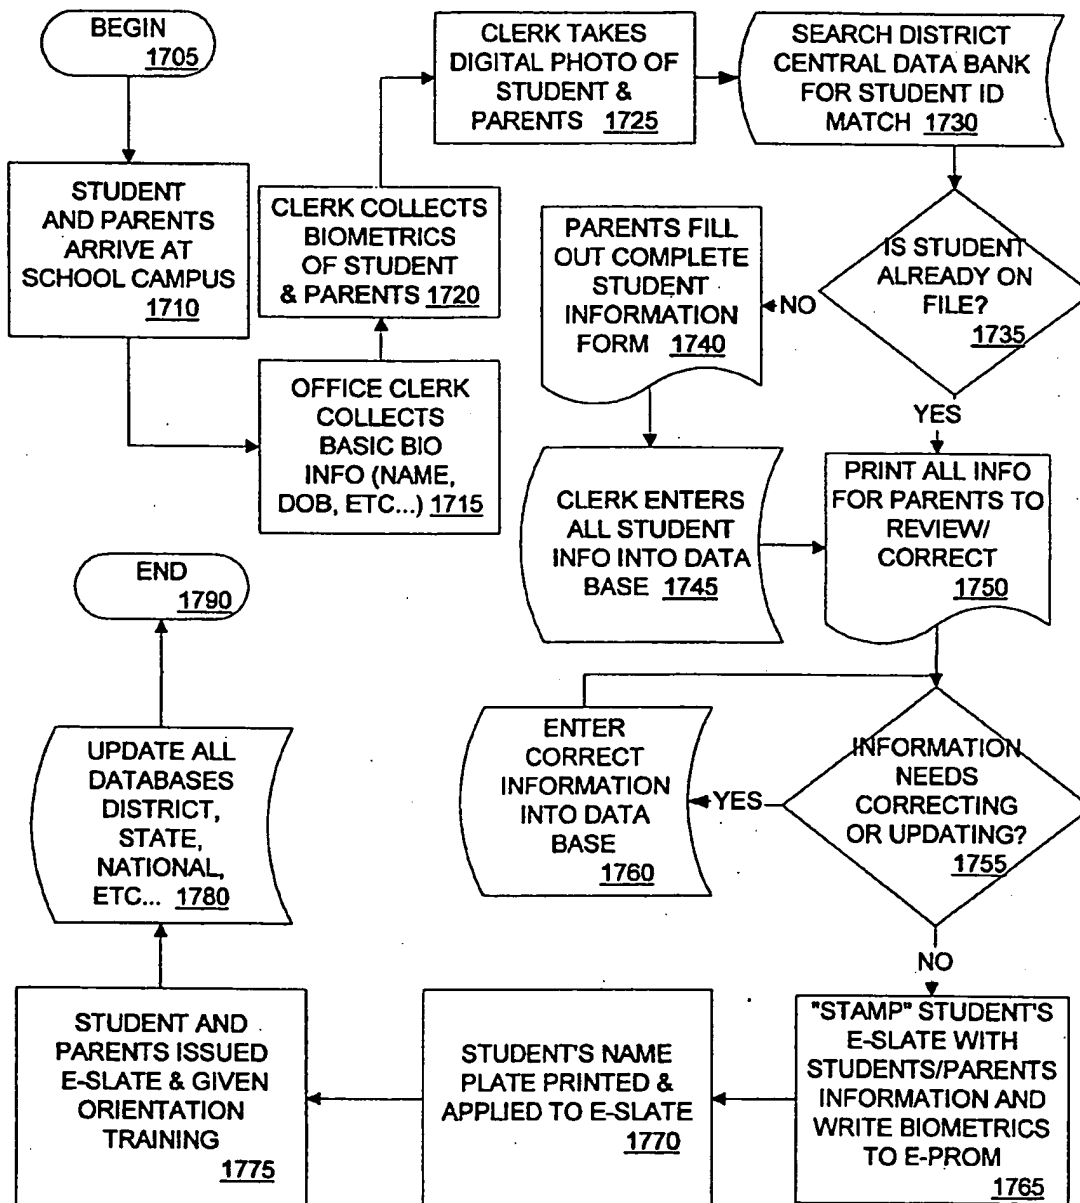 BEGIN
1705
STUDENT
AND PARENTS
ARRIVE AT
SCHOOL CAMPUS
1710
OFFICE CLERK
COLLECTS
BASIC BIO
INFO (NAME,
DOB, ETC...) 1715
CLERK COLLECTS
BIOMETRICS
OF STUDENT
& PARENTS 1720
CLERK TAKES
DIGITAL PHOTO OF
STUDENT &
PARENTS 1725
SEARCH DISTRICT
CENTRAL DATA BANK
FOR STUDENT ID
MATCH 1730
IS STUDENT
ALREADY ON
FILE?
1735
NO
PARENTS FILL
OUT COMPLETE
STUDENT
INFORMATION
FORM 1740
CLERK ENTERS
ALL STUDENT
INFO INTO DATA
BASE 1745
YES
PRINT ALL INFO
FOR PARENTS TO
REVIEW/
CORRECT
1750
INFORMATION
NEEDS
CORRECTING
OR UPDATING?
1755
YES
ENTER
CORRECT
INFORMATION
INTO DATA
BASE
1760
NO
"STAMP" STUDENT'S
E-SLATE WITH
STUDENTS/PARENTS
INFORMATION AND
WRITE BIOMETRICS
TO E-PROM
1765
STUDENT'S NAME
PLATE PRINTED &
APPLIED TO E-SLATE
1770
STUDENT AND
PARENTS ISSUED
E-SLATE & GIVEN
ORIENTATION
TRAINING
1775
UPDATE ALL
DATABASES
DISTRICT,
STATE,
NATIONAL,
ETC... 1780
END
1790